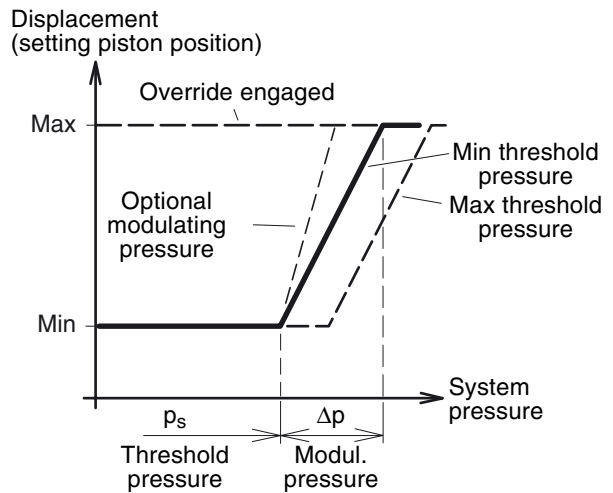 Displacement
(setting piston position)
Override engaged
Max
Min threshold
pressure
Optional
modulating
pressure
Max threshold
pressure
Min
System
pressure
ps
Δp
Threshold
pressure
Modul.
pressure